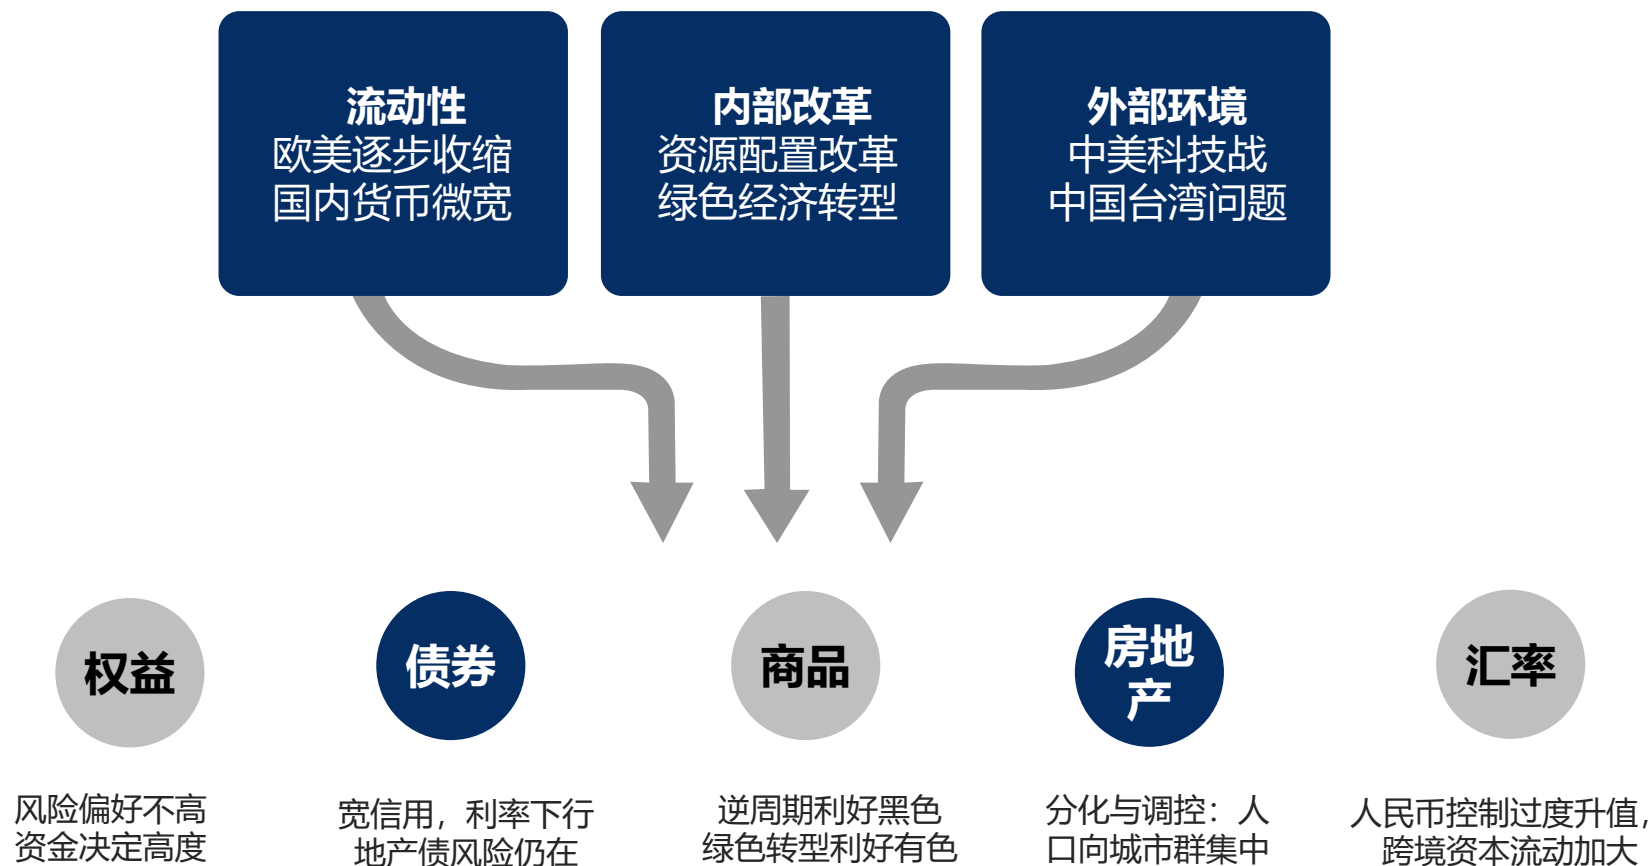 流动性
欧美逐步收缩
国内货币微宽
内部改革
资源配置改革
绿色经济转型
外部环境
中美科技战
中国台湾问题
权益
债券
商品
房地
产
汇率
风险偏好不高
资金决定高度
宽信用，利率下行
地产债风险仍在
逆周期利好黑色
绿色转型利好有色
分化与调控：人
口向城市群集中
人民币控制过度升值，
跨境资本流动加大